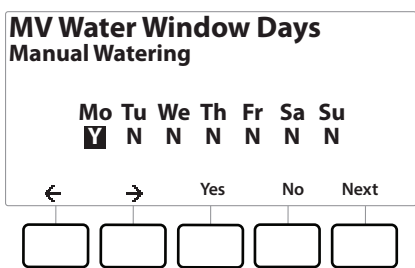 MV Water Window Days
Manual Watering
Mo Tu We Th Fr Sa Su
Y N N N N N N
← → Yes No Next